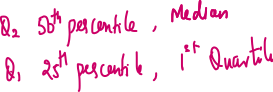 Q₂ 50th percentile, Median
Q₁ 25th percentile, 1st Quartile